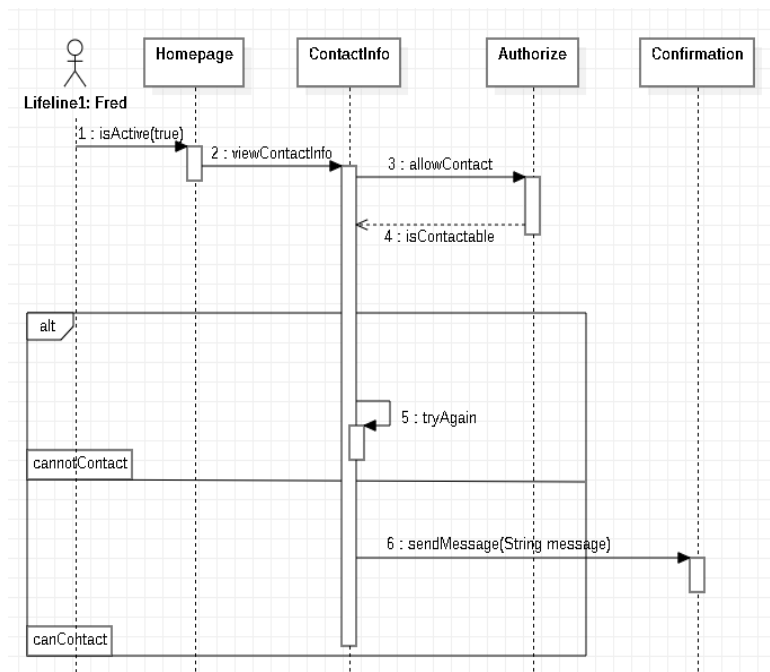 Homepage
ContactInfo
Authorize
Confirmation
Lifeline1: Fred
1 : isActive(true)
2 : viewContactInfo
3 : allowContact
4 : isContactable
alt
5 : tryAgain
cannotContact
6 : sendMessage(String message)
canContact